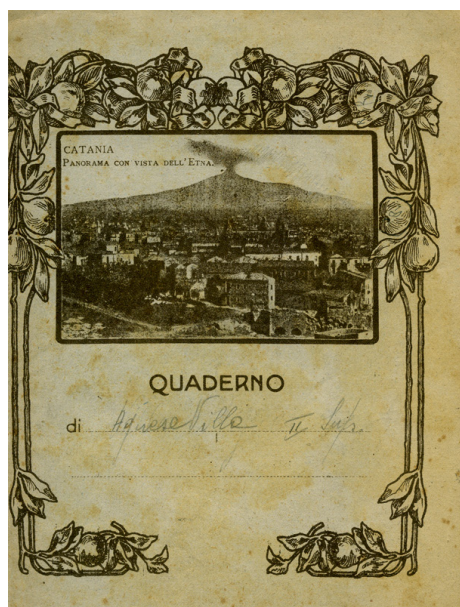 CATANIA
PANORAMA CON VISTA DELL'ETNA.
QUADERNO
di Agnese Villa II Sup.